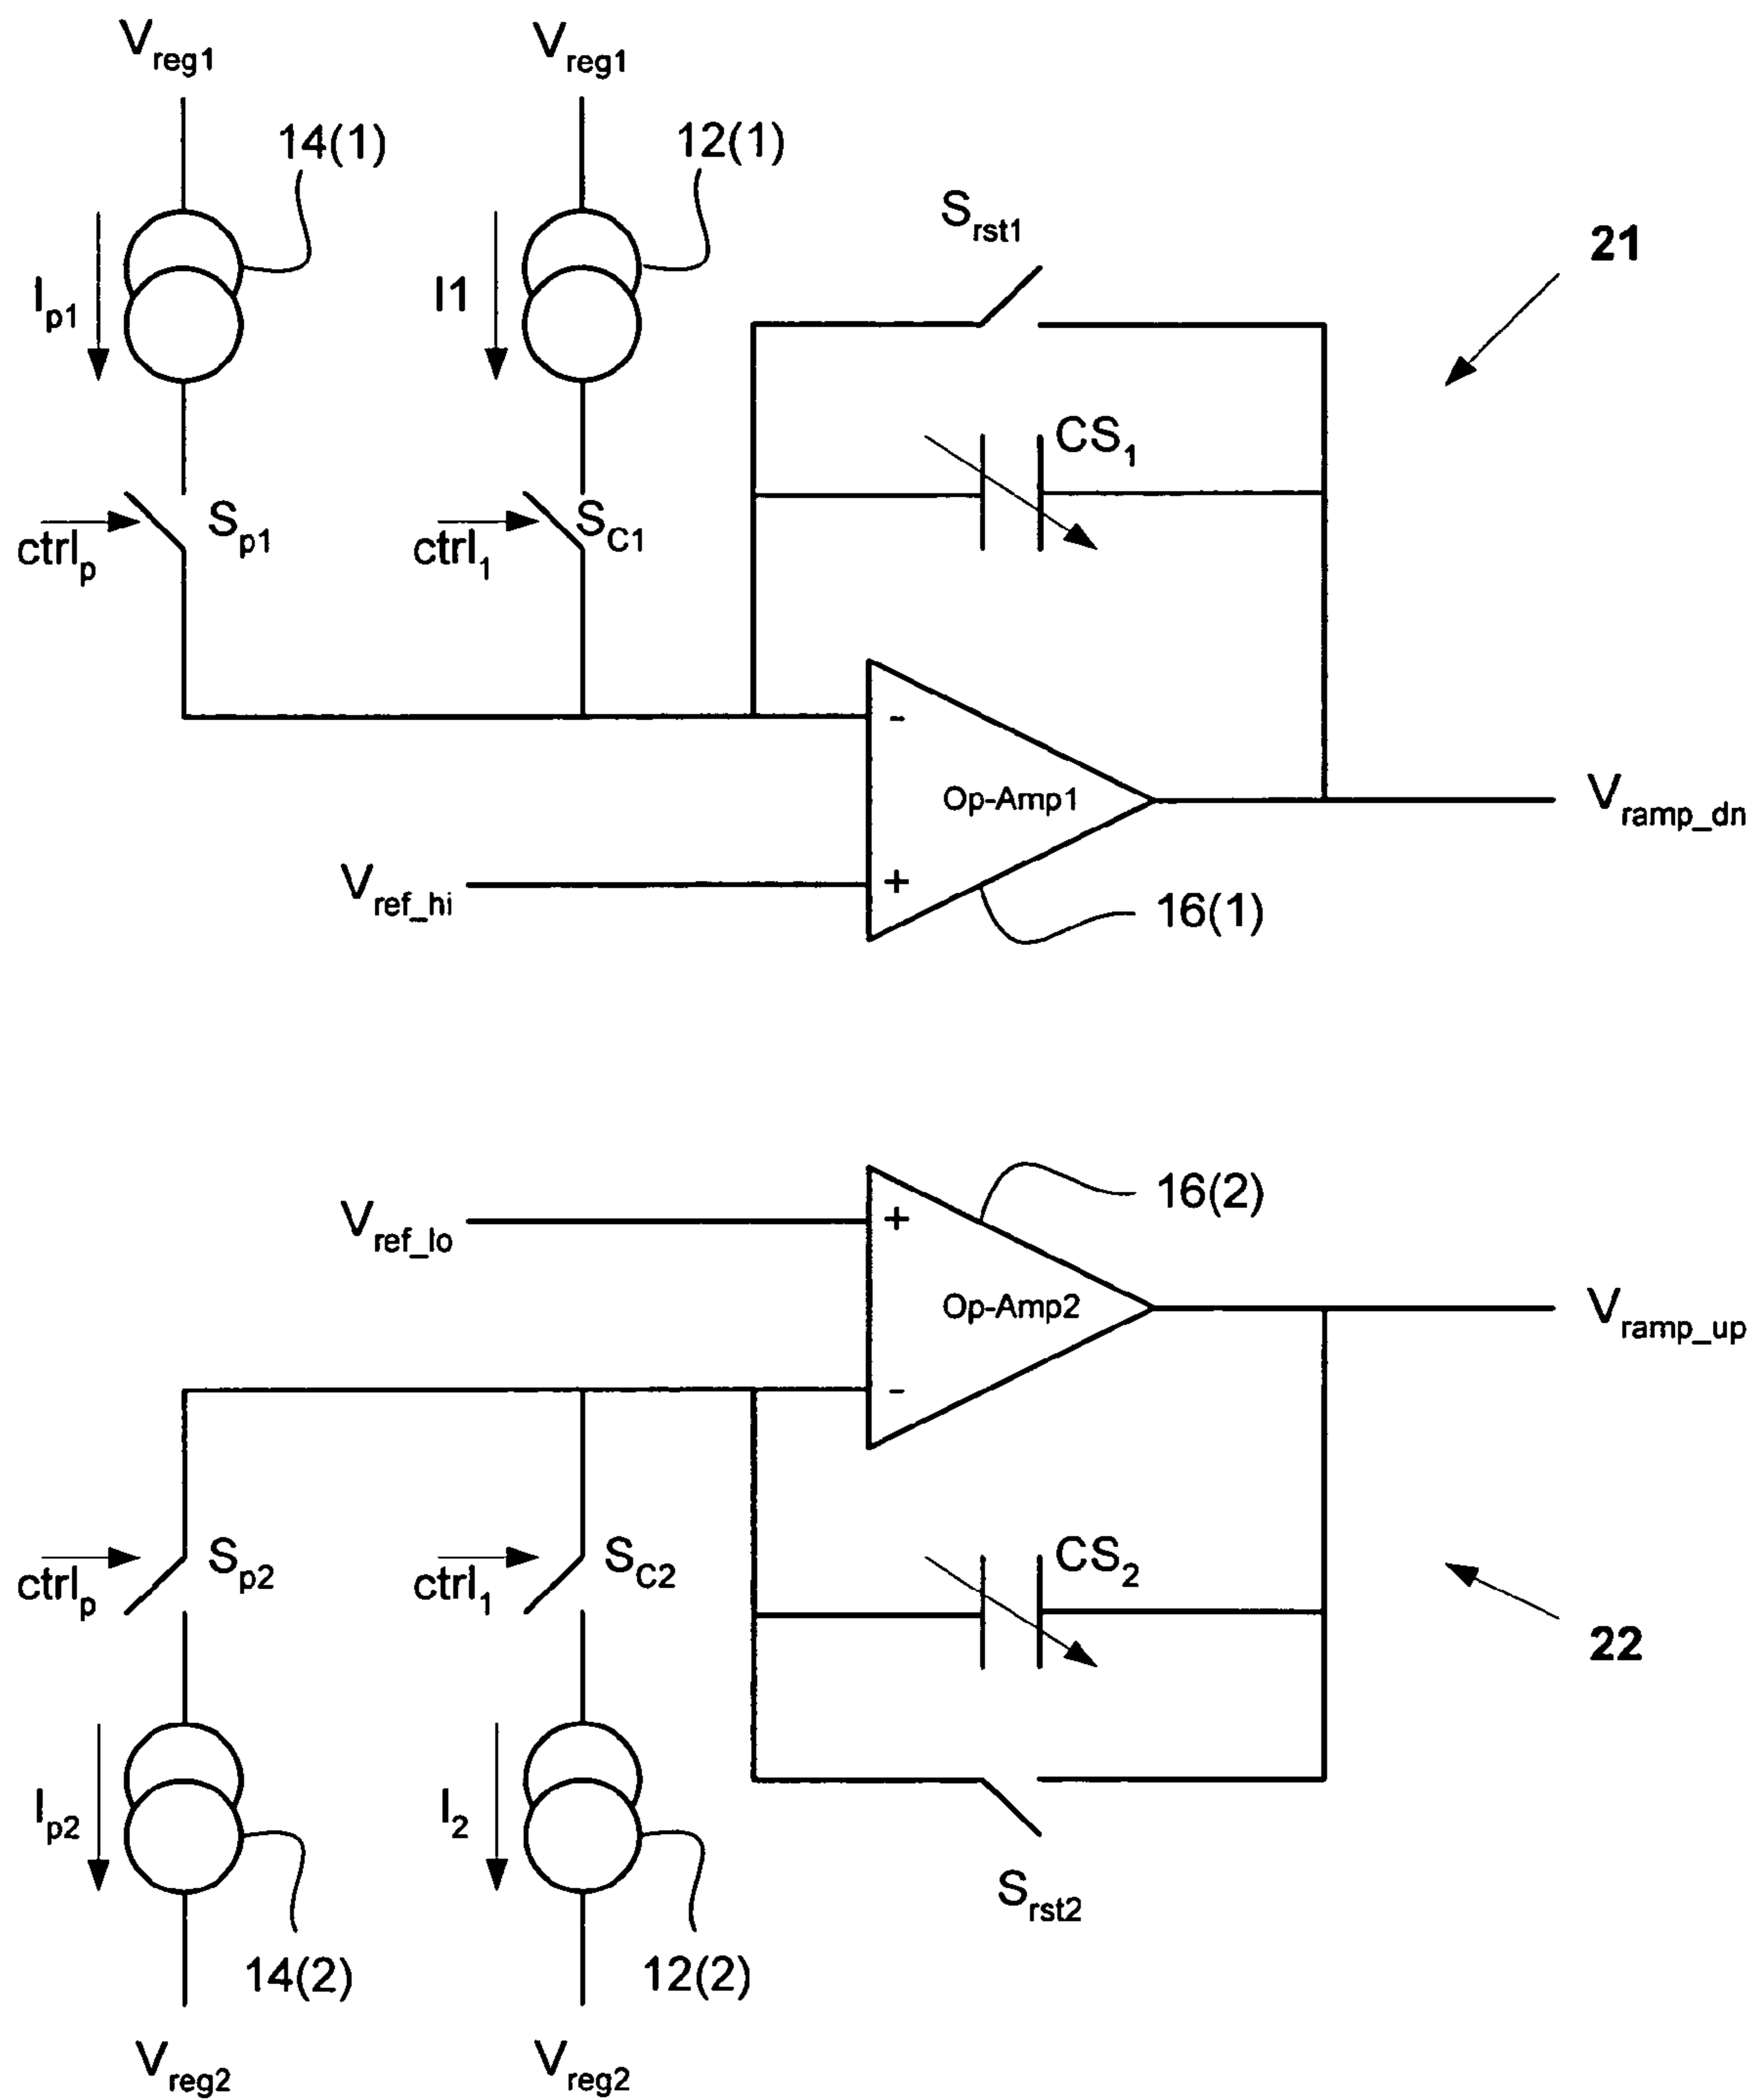 Vreg1 Vreg1
14(1) 12(1)
Srst1
21
Ip1 I1
CS1
Sp1 SC1
ctrlp ctrl1
-
Op-Amp1
Vramp_dn
Vref_hi +
16(1)
16(2)
Vref_lo +
Op-Amp2
Vramp_up
-
Sp2 SC2 CS2
ctrlp ctrl1
22
Ip2 I2
Srst2
14(2) 12(2)
Vreg2 Vreg2